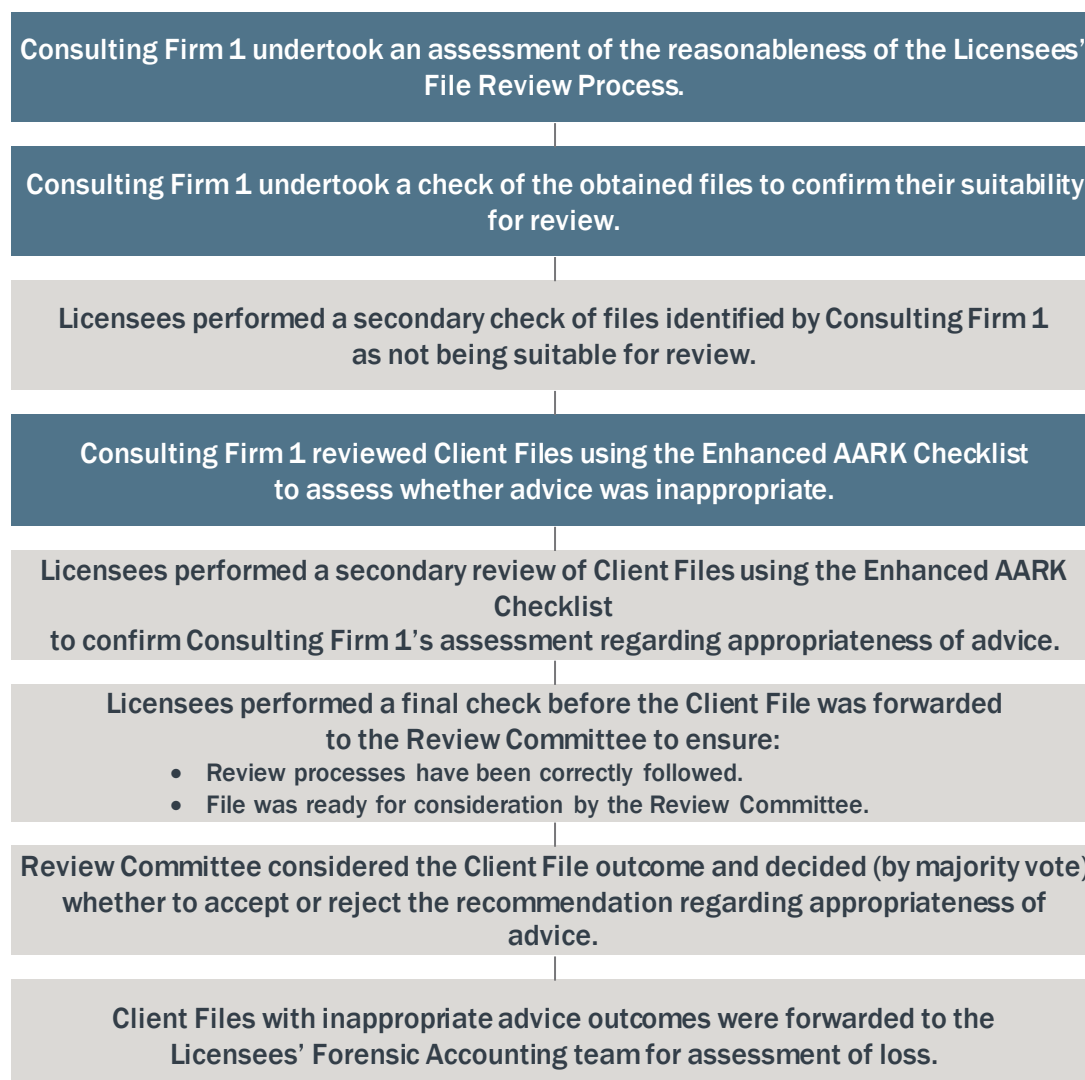 Consulting Firm 1 undertook an assessment of the reasonableness of the Licensees’
File Review Process.
Consulting Firm 1 undertook a check of the obtained files to confirm their suitability
for review.
Licensees performed a secondary check of files identified by Consulting Firm 1
as not being suitable for review.
Consulting Firm 1 reviewed Client Files using the Enhanced AARK Checklist
to assess whether advice was inappropriate.
Licensees performed a secondary review of Client Files using the Enhanced AARK
Checklist
to confirm Consulting Firm 1’s assessment regarding appropriateness of advice.
Licensees performed a final check before the Client File was forwarded
to the Review Committee to ensure:
• Review processes have been correctly followed.
• File was ready for consideration by the Review Committee.
Review Committee considered the Client File outcome and decided (by majority vote)
whether to accept or reject the recommendation regarding appropriateness of
advice.
Client Files with inappropriate advice outcomes were forwarded to the
Licensees’ Forensic Accounting team for assessment of loss.